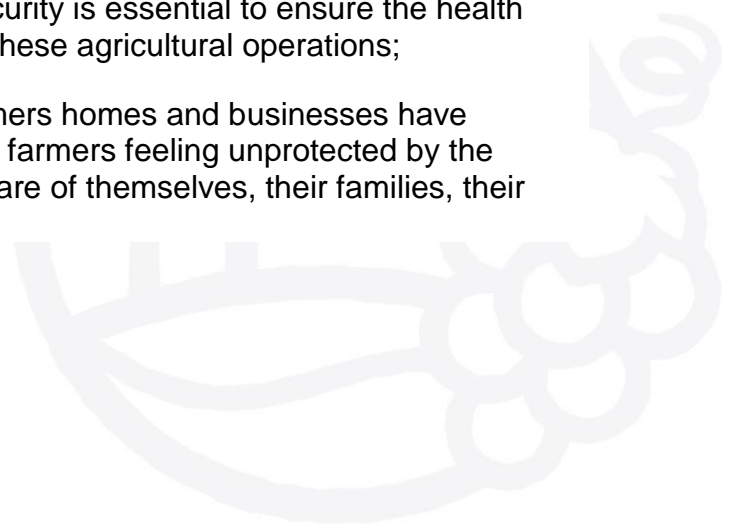 curity is essential to ensure the health
hese agricultural operations;
ners homes and businesses have
farmers feeling unprotected by the
are of themselves, their families, their